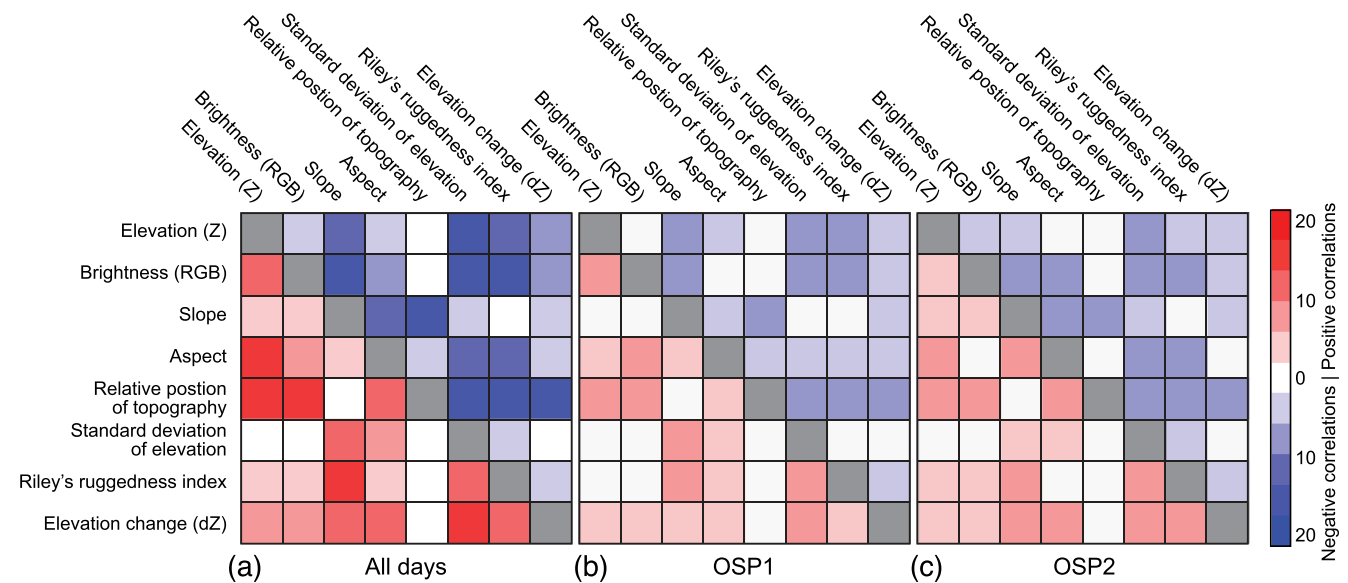 Elevation (Z)
Brightness (RGB)
Slope
Aspect
Relative postion of topography
Standard deviation of elevation
Riley's ruggedness index
Elevation change (dZ)
Elevation (Z)
Brightness (RGB)
Slope
Aspect
Relative postion of topography
Standard deviation of elevation
Riley's ruggedness index
Elevation change (dZ)
Elevation (Z)
Brightness (RGB)
Slope
Aspect
Relative postion of topography
Standard deviation of elevation
Riley's ruggedness index
Elevation change (dZ)
Elevation (Z)
Brightness (RGB)
Slope
Aspect
Relative postion
of topography
Standard deviation
of elevation
Riley's ruggedness index
Elevation change (dZ)
20
10
0
10
20
Negative correlations | Positive correlations
(a) All days
(b) OSP1
(c) OSP2